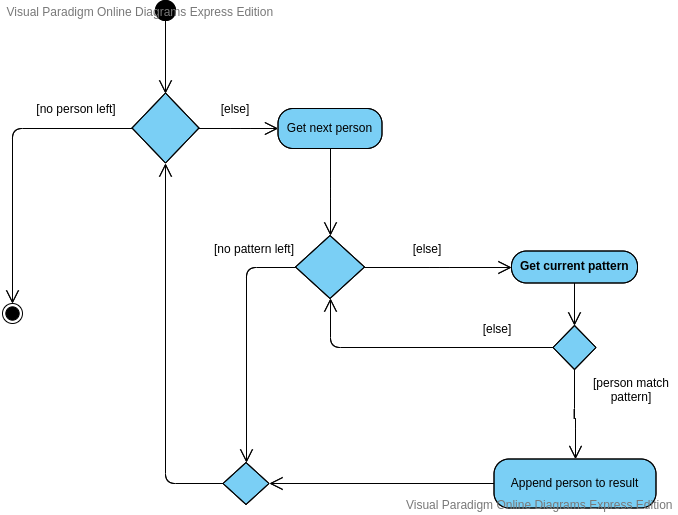 Visual Paradigm Online Diagrams Express Edition
[no person left]
[else]
Get next person
[no pattern left]
[else]
Get current pattern
[else]
[person match
pattern]
Append person to result
Visual Paradigm Online Diagrams Express Edition